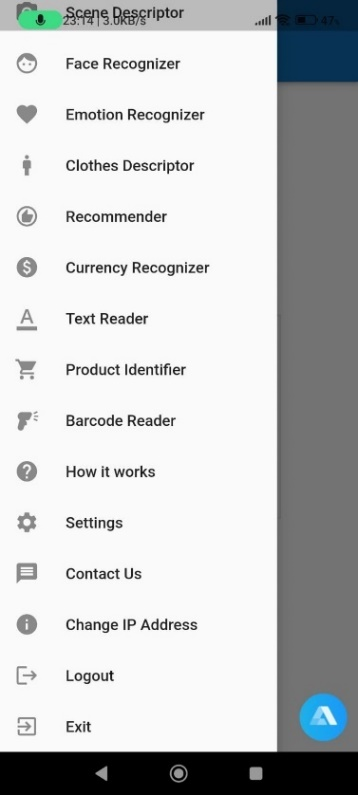 Scene Descriptor
23:14 | 3.0KB/s 47%
Face Recognizer
Emotion Recognizer
Clothes Descriptor
Recommender
Currency Recognizer
Text Reader
Product Identifier
Barcode Reader
How it works
Settings
Contact Us
Change IP Address
Logout
Exit